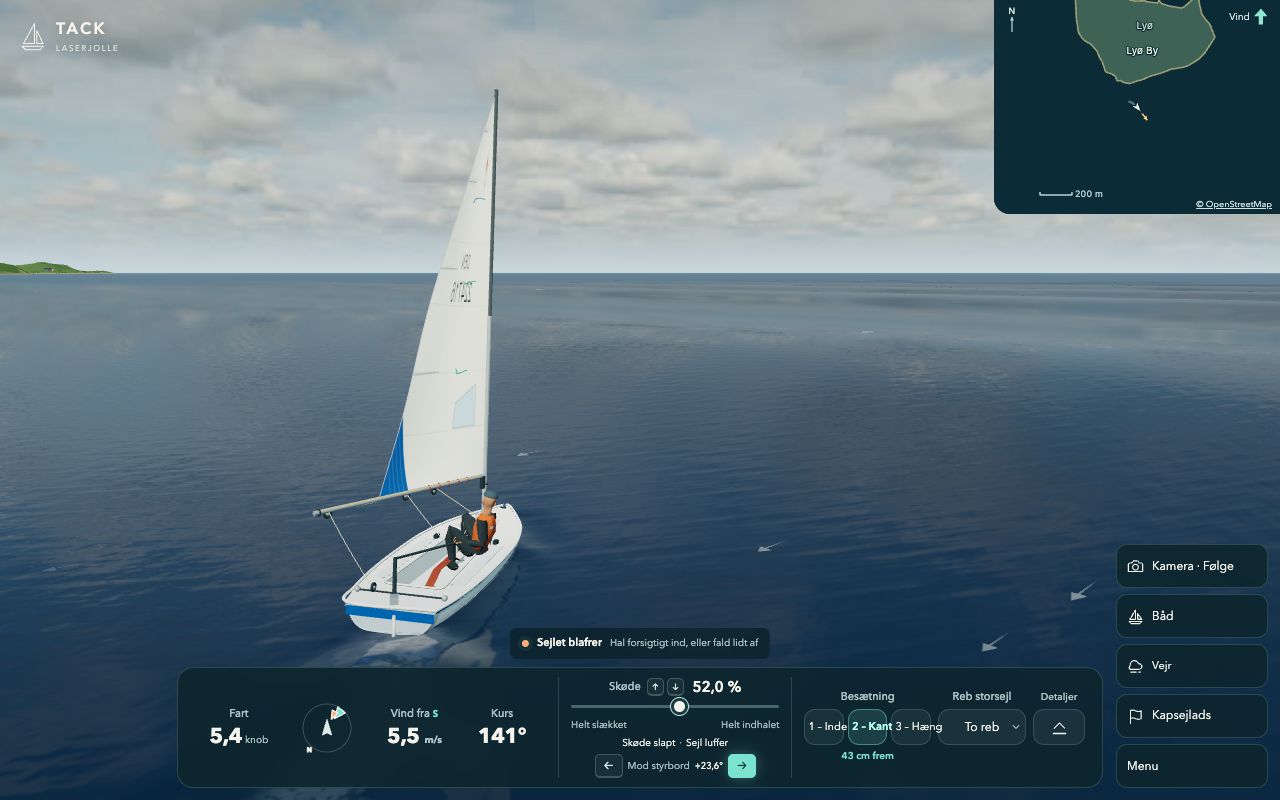 TACK
LASERJOLLE
N
Vind
Lyø
Lyø By
200 m
© OpenStreetMap
Kamera · Følge
Båd
Vejr
Kapsejlads
Menu
Sejlet blafrer Hal forsigtigt ind, eller fald lidt af
Fart
5,4 knob
N
Vind fra S
5,5 m/s
Kurs
141°
Skøde ↑ ↓ 52,0 %
Helt slækket Helt indhalet
Skøde slapt · Sejl luffer
← Mod styrbord +23,6° →
Besætning
1 – Inde 2 – Kant 3 – Hæng
43 cm frem
Reb storsejl
To reb
Detaljer